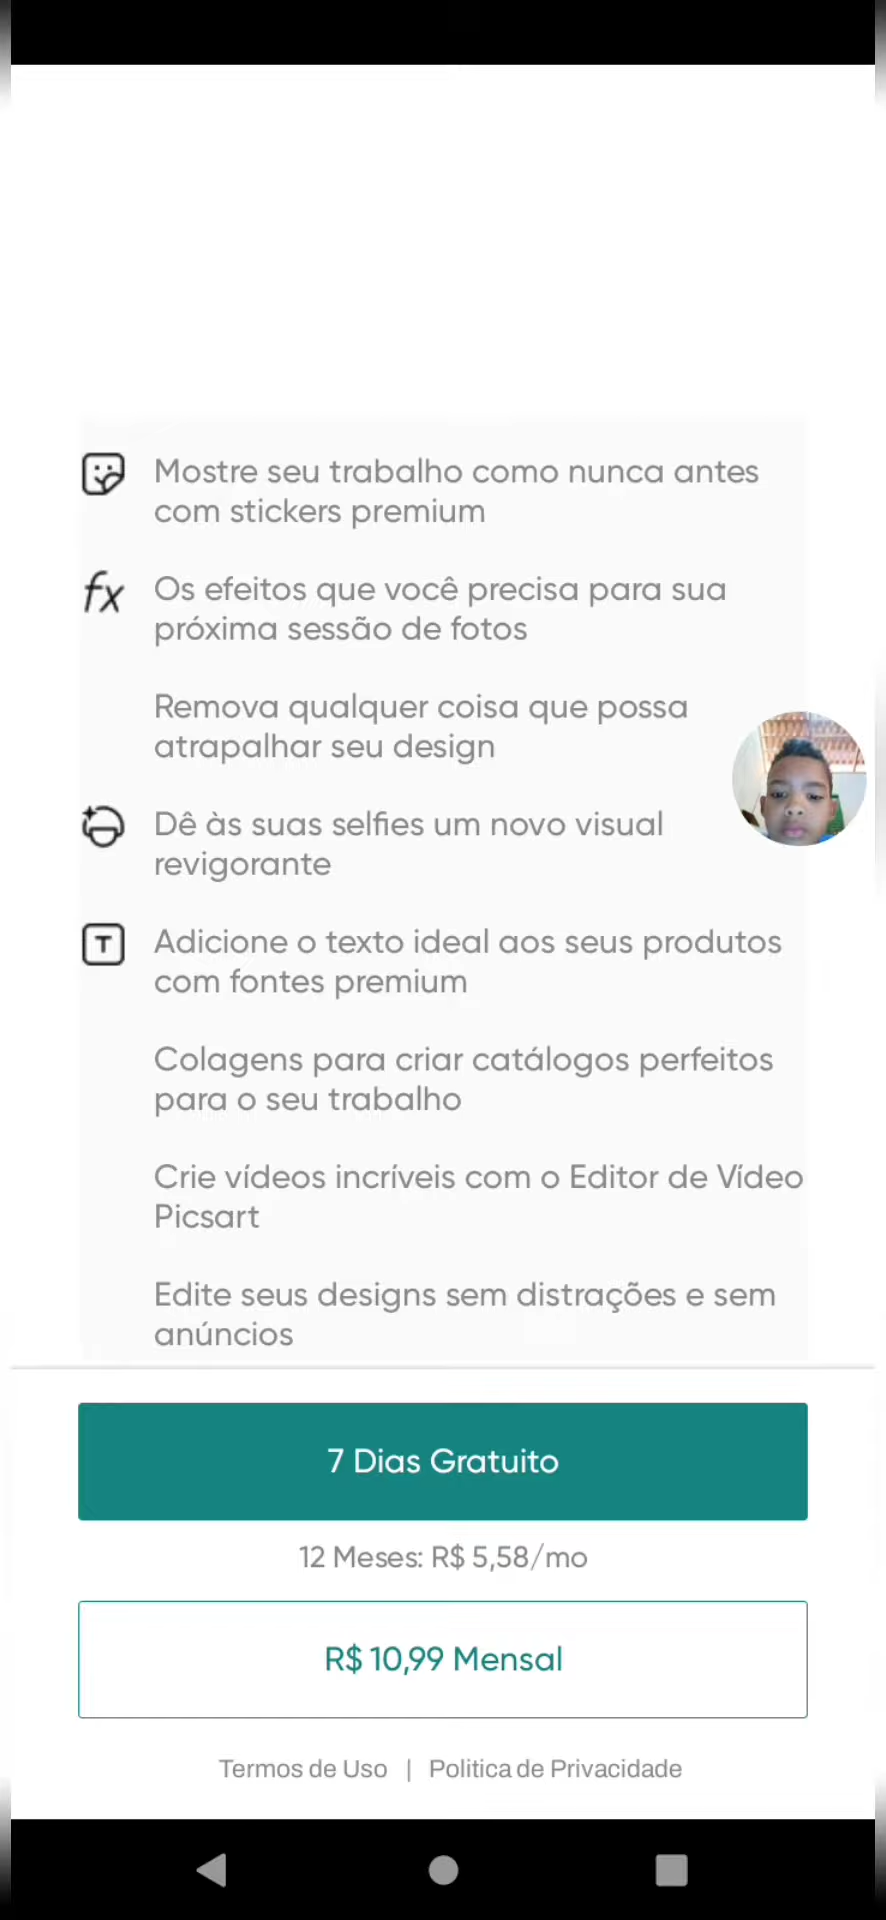 Mostre seu trabalho como nunca antes
com stickers premium
fx Os efeitos que você precisa para sua
próxima sessão de fotos
Remova qualquer coisa que possa
atrapalhar seu design
Dê às suas selfies um novo visual
revigorante
T Adicione o texto ideal aos seus produtos
com fontes premium
Colagens para criar catálogos perfeitos
para o seu trabalho
Crie vídeos incríveis com o Editor de Vídeo
Picsart
Edite seus designs sem distrações e sem
anúncios
7 Dias Gratuito
12 Meses: R$ 5,58/mo
R$ 10,99 Mensal
Termos de Uso | Politica de Privacidade